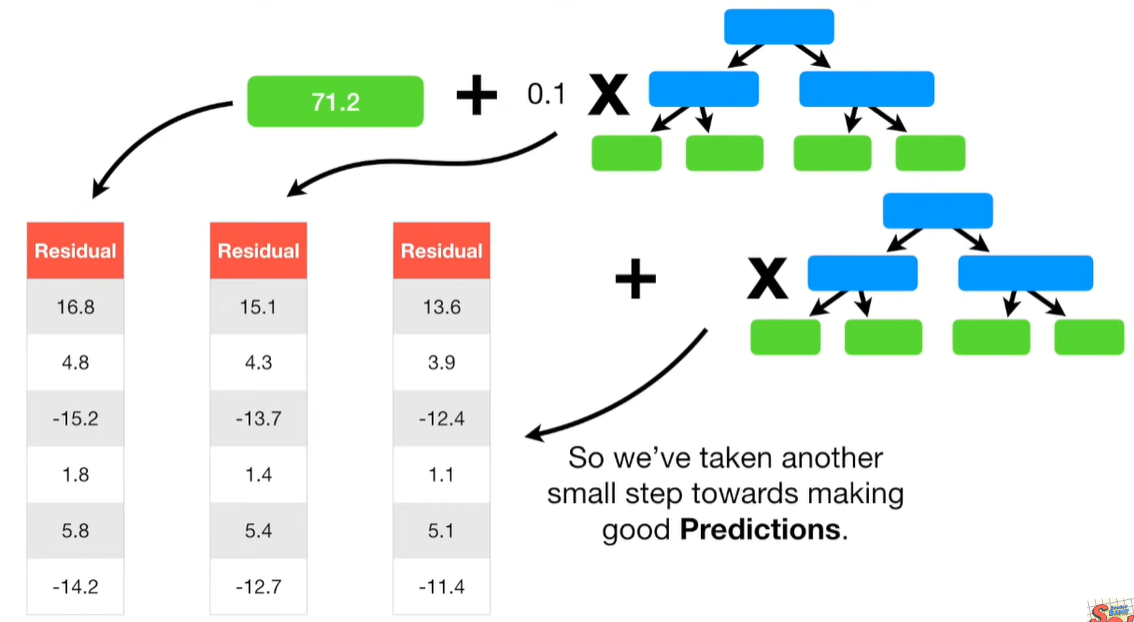 71.2 + 0.1 X
+ X
Residual Residual Residual
16.8 15.1 13.6
4.8 4.3 3.9
-15.2 -13.7 -12.4
1.8 1.4 1.1
5.8 5.4 5.1
-14.2 -12.7 -11.4
So we’ve taken another
small step towards making
good Predictions.